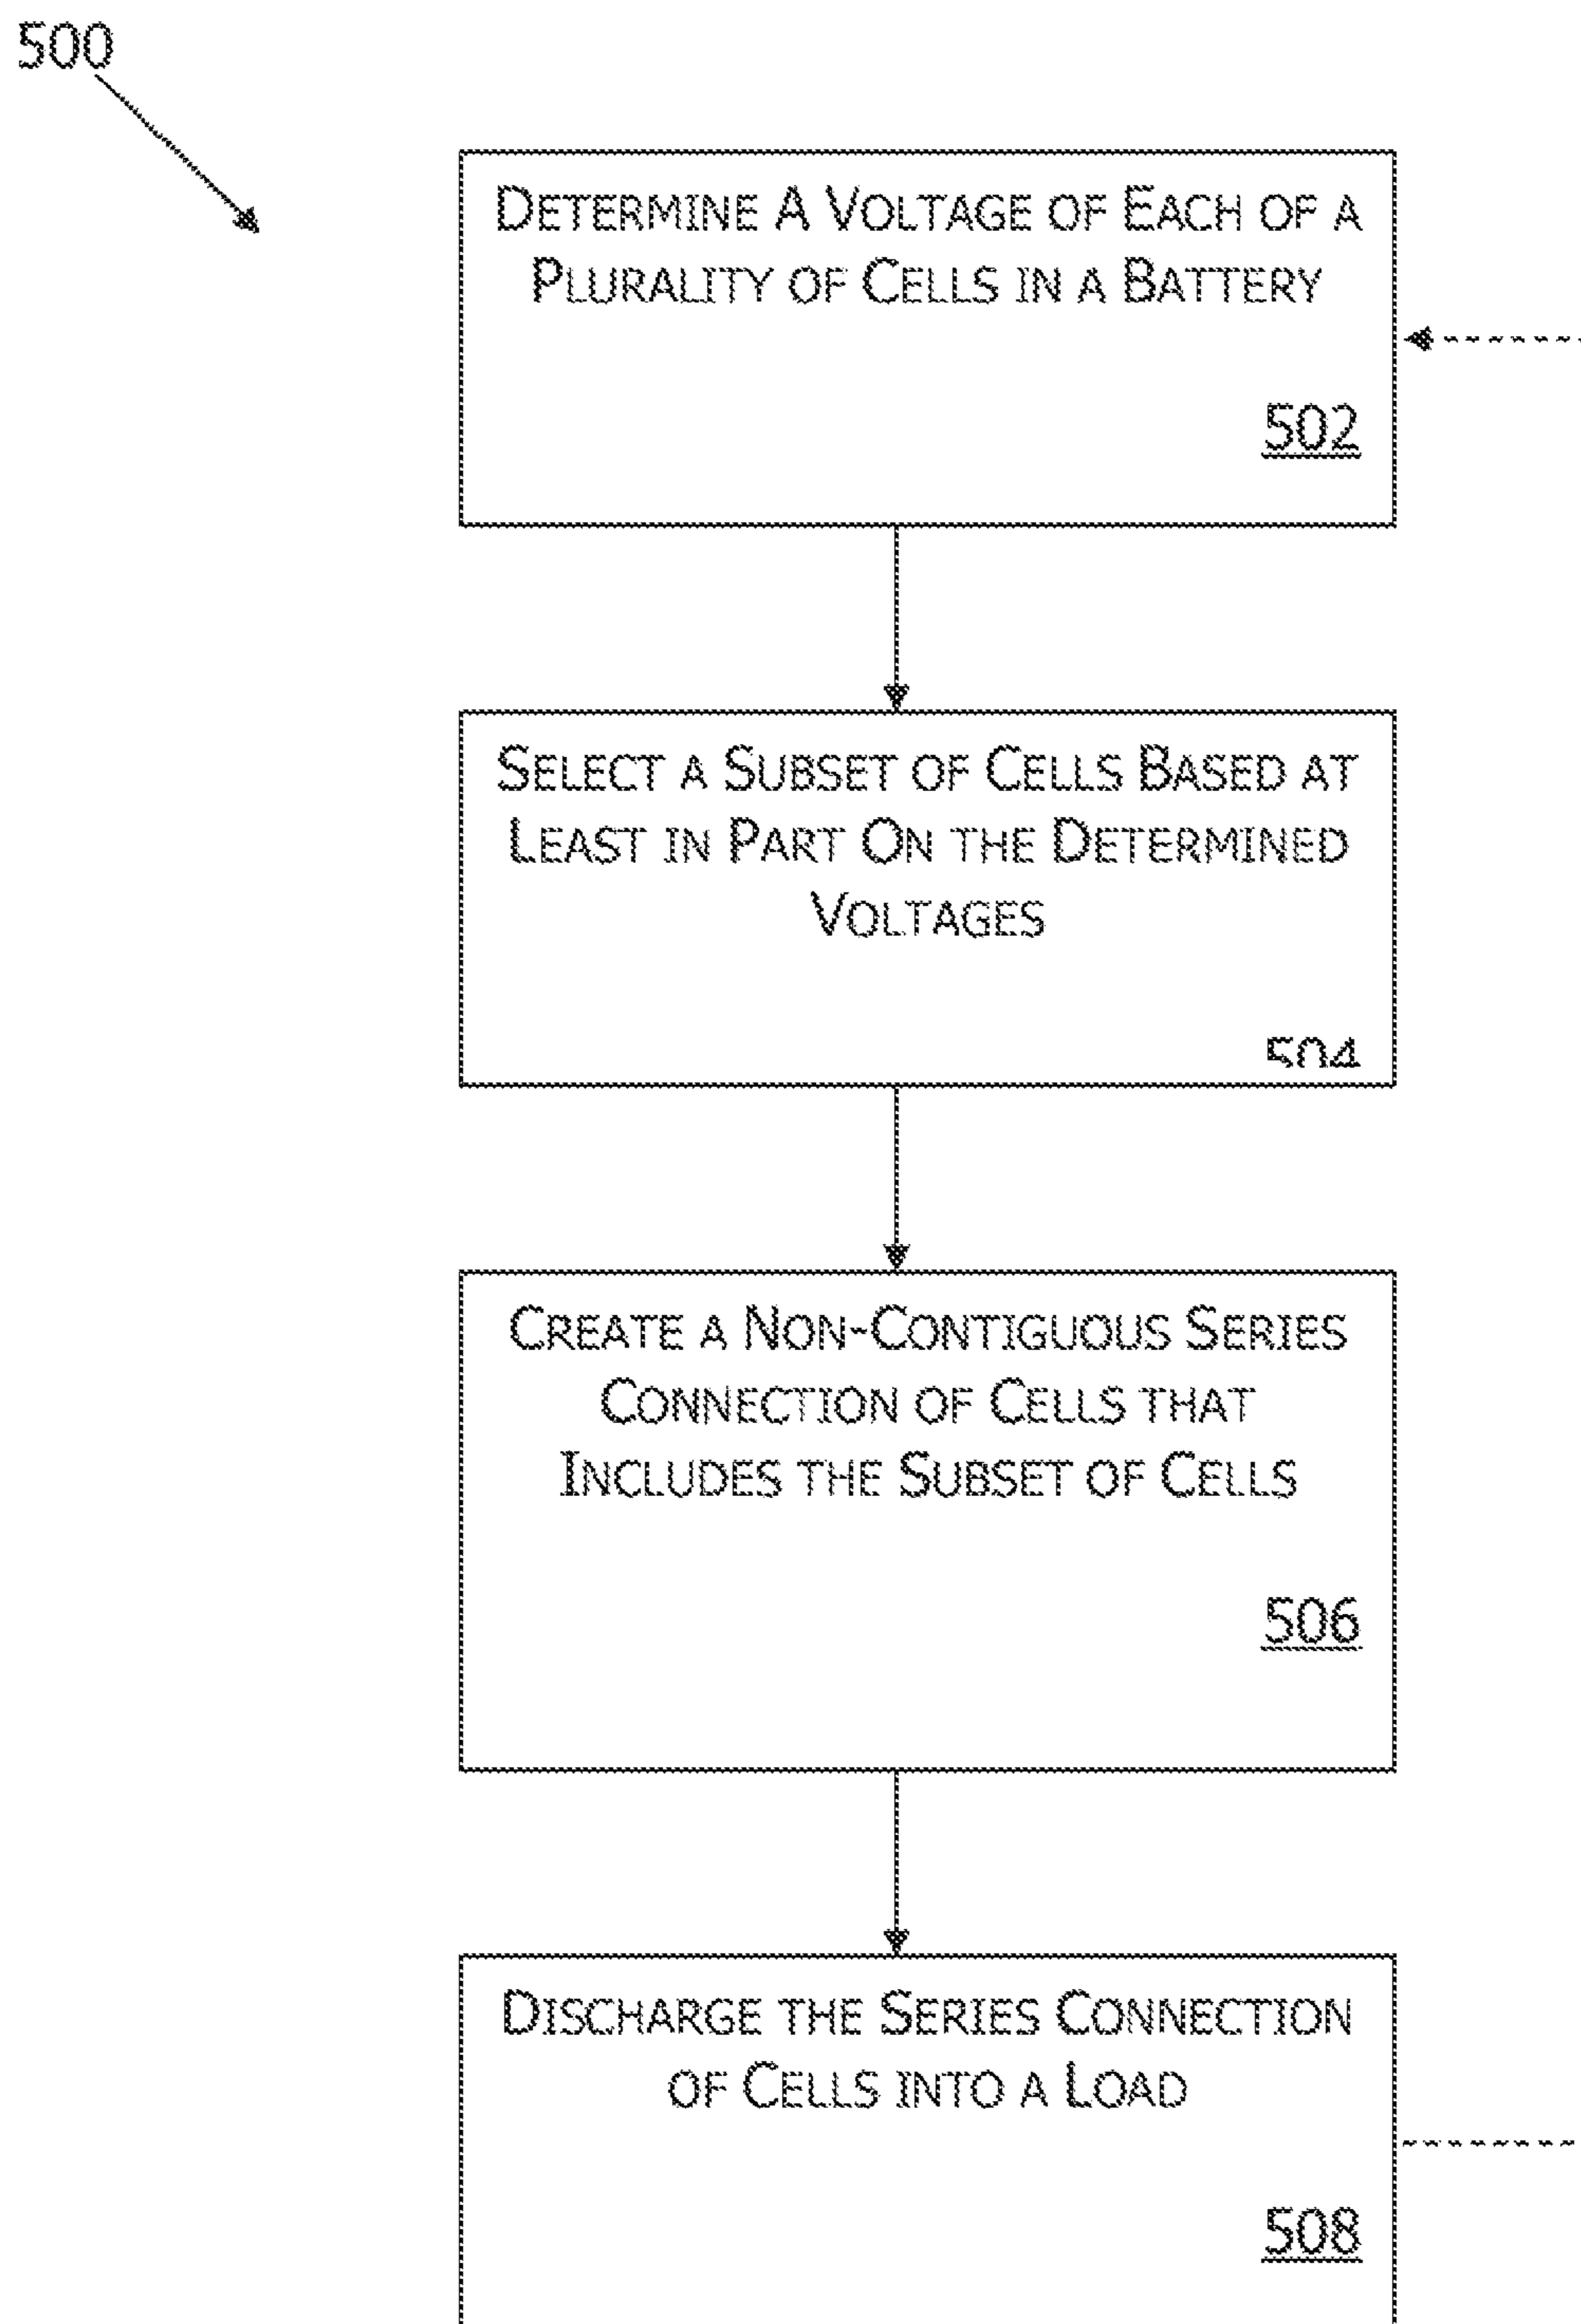 500
DETERMINE A VOLTAGE OF EACH OF A
PLURALITY OF CELLS IN A BATTERY
502
SELECT A SUBSET OF CELLS BASED AT
LEAST IN PART ON THE DETERMINED
VOLTAGES
504
CREATE A NON-CONTIGUOUS SERIES
CONNECTION OF CELLS THAT
INCLUDES THE SUBSET OF CELLS
506
DISCHARGE THE SERIES CONNECTION
OF CELLS INTO A LOAD
508